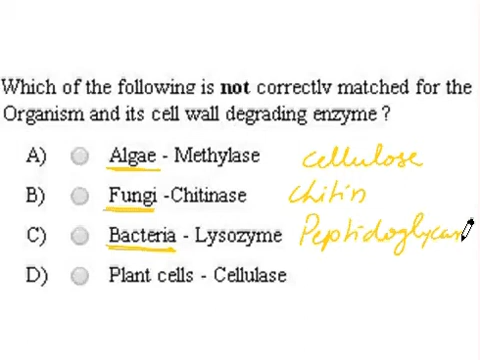 Which of the following is not correctly matched for the
Organism and its cell wall degrading enzyme ?
A) Algae - Methylase cellulose
B) Fungi -Chitinase Chitin
C) Bacteria - Lysozyme Peptidoglycan
D) Plant cells - Cellulase